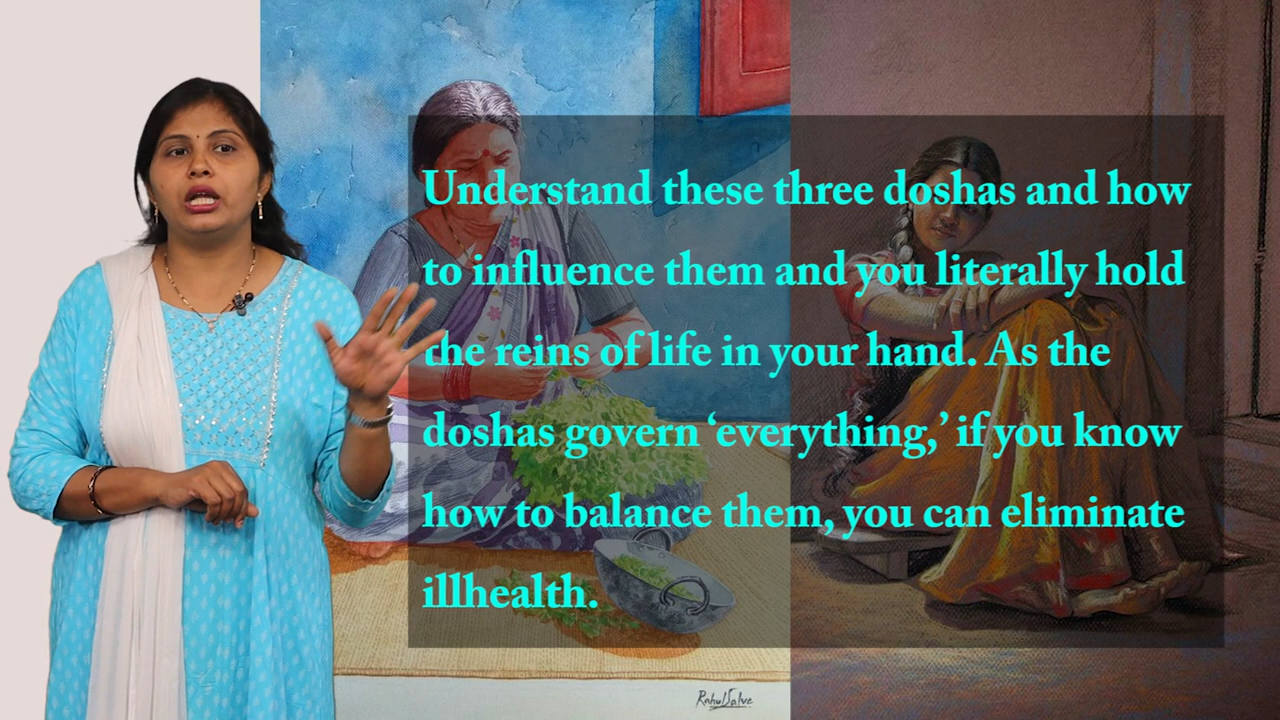 Understand these three doshas and how
to influence them and you literally hold
the reins of life in your hand. As the
doshas govern ‘everything,’ if you know
how to balance them, you can eliminate
illhealth.
Rahul Salve